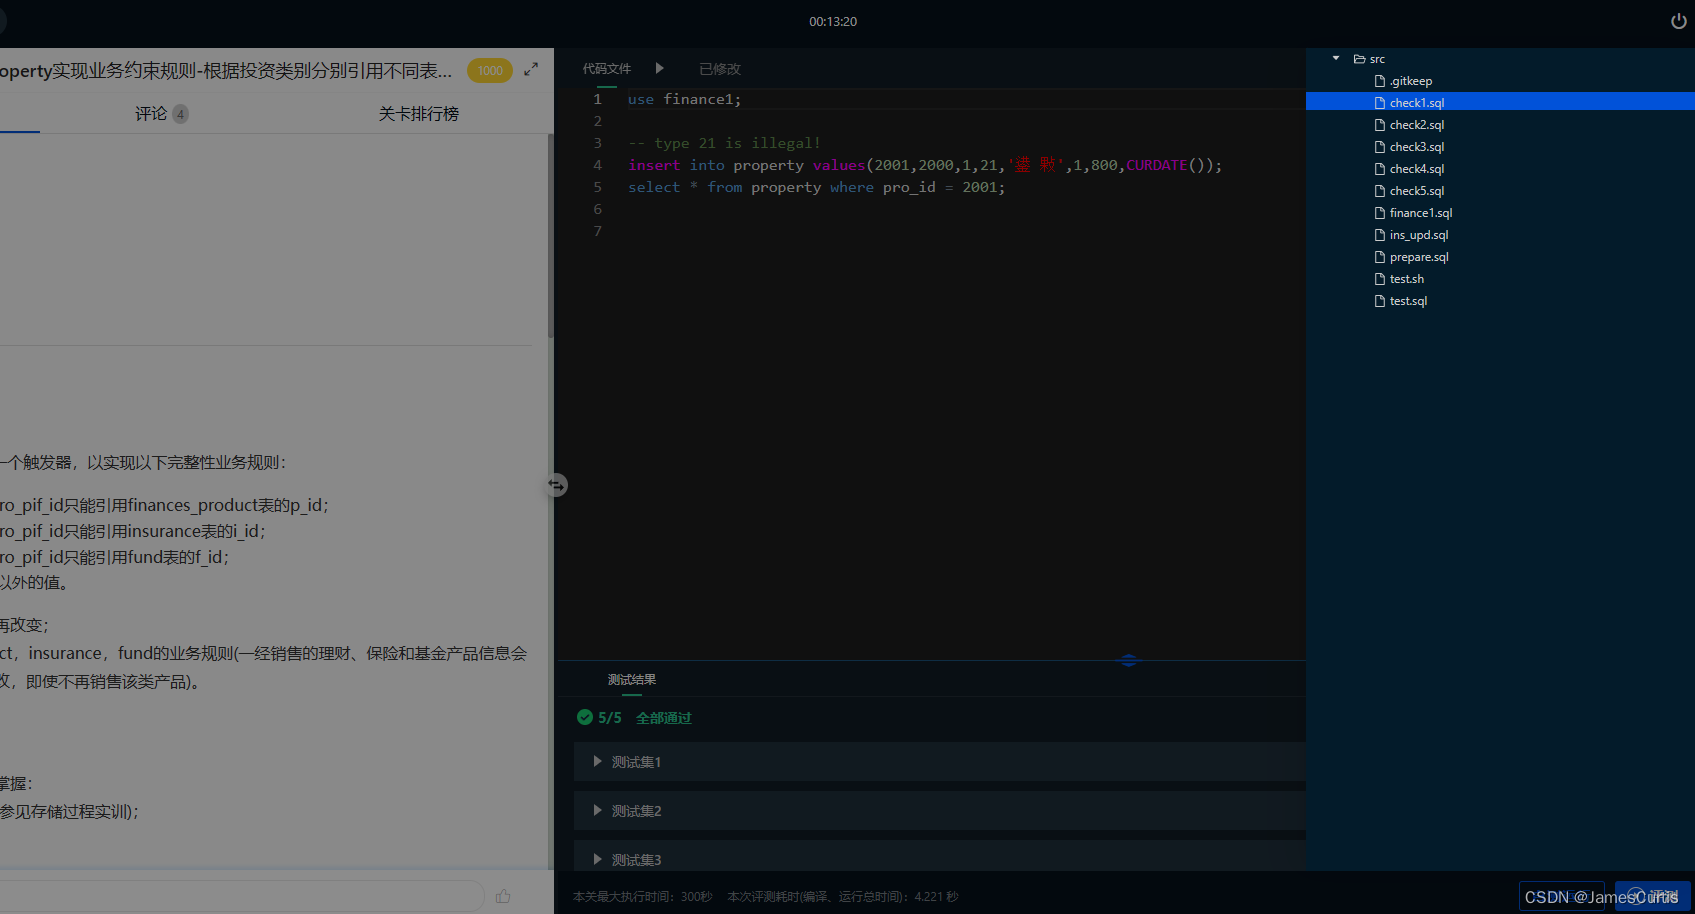 00:13:20
operty实现业务约束规则-根据投资类别分别引用不同表... 1000
评论 4 关卡排行榜
一个触发器，以实现以下完整性业务规则：
ro_pif_id只能引用finances_product表的p_id；
ro_pif_id只能引用insurance表的i_id；
ro_pif_id只能引用fund表的f_id；
以外的值。
再改变；
ct，insurance，fund的业务规则(一经销售的理财、保险和基金产品信息会
改，即使不再销售该类产品)。
掌握：
参见存储过程实训)；
代码文件 已修改
1 use finance1;
2
3 -- type 21 is illegal!
4 insert into property values(2001,2000,1,21,' ',1,800,CURDATE());
5 select * from property where pro_id = 2001;
6
7
测试结果
5/5 全部通过
测试集1
测试集2
测试集3
本关最大执行时间：300秒 本次评测耗时(编译、运行总时间)：4.221 秒
src
.gitkeep
check1.sql
check2.sql
check3.sql
check4.sql
check5.sql
finance1.sql
ins_upd.sql
prepare.sql
test.sh
test.sql
评测
CSDN @JamesCurtis